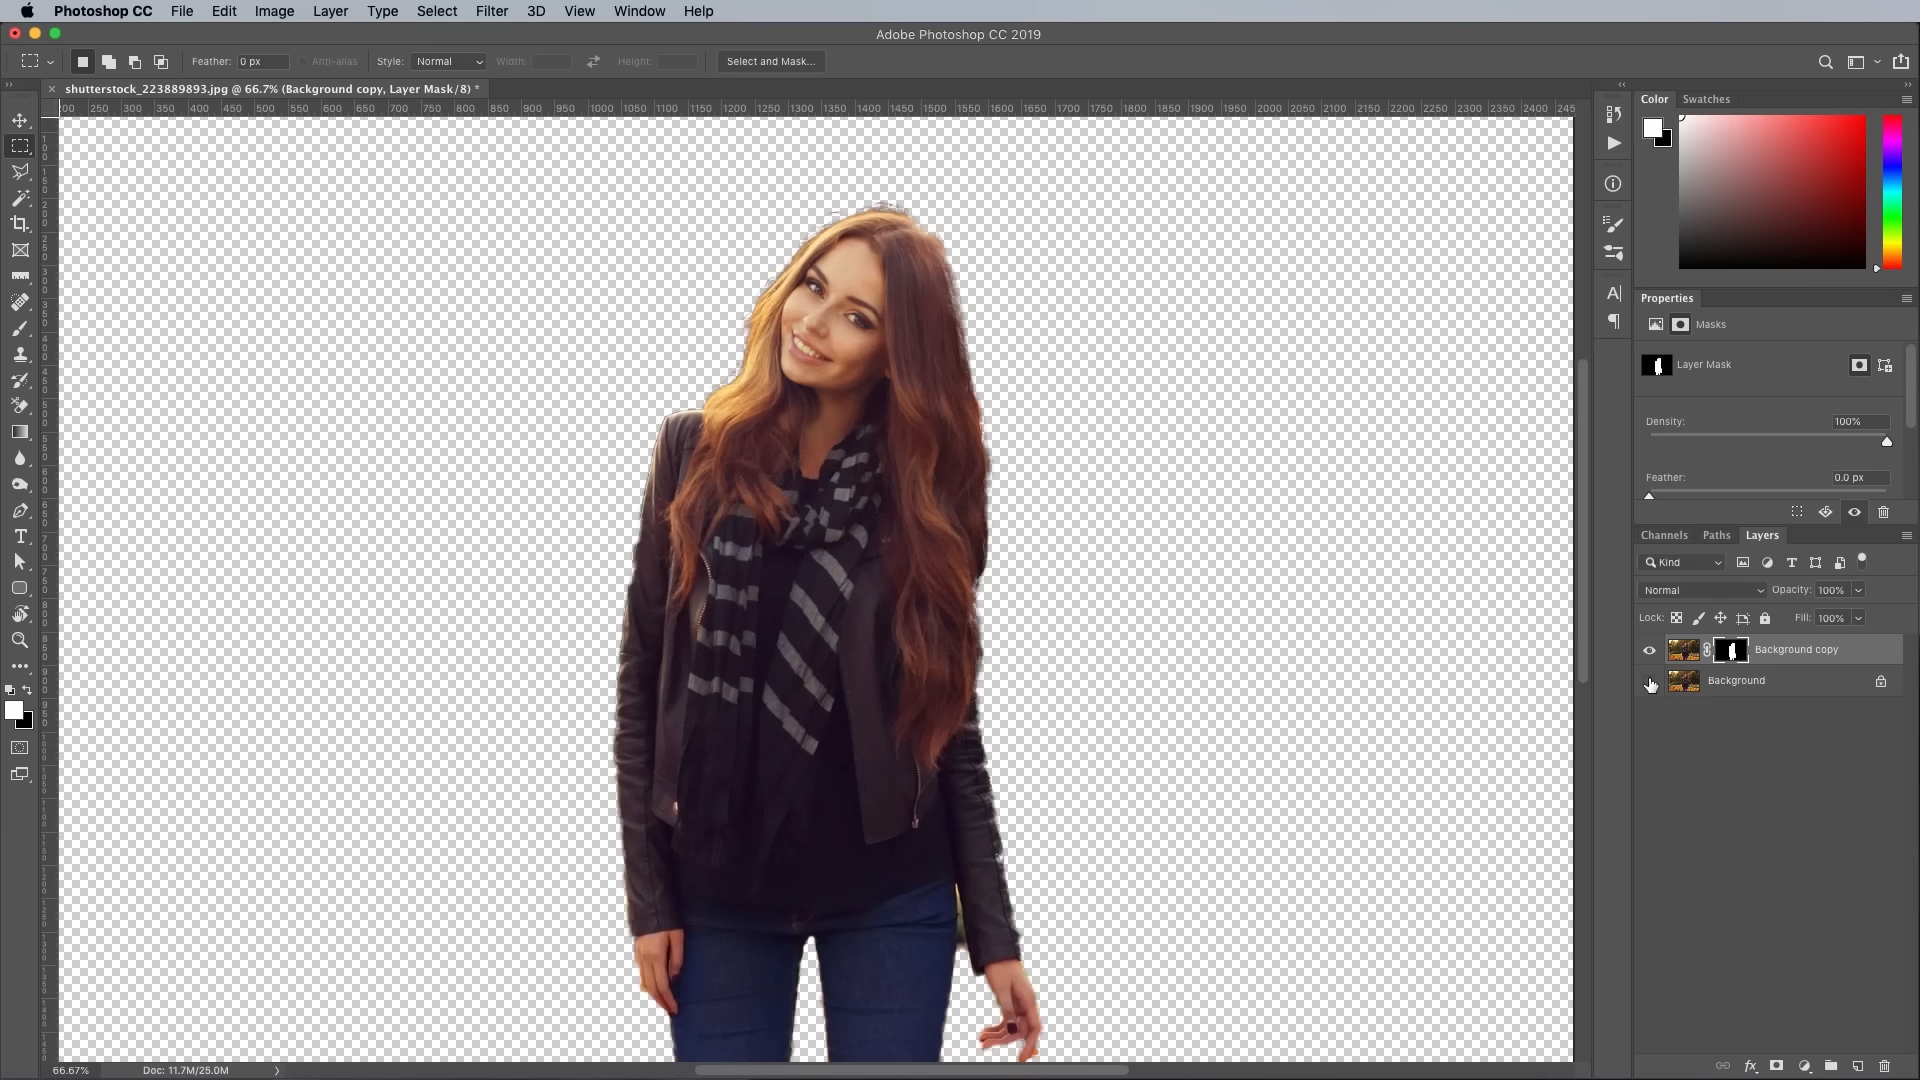 Photoshop CC File Edit Image Layer Type Select Filter 3D View Window Help
Adobe Photoshop CC 2019
Feather: 0 px Anti-alias Style: Normal Width: Height: Select and Mask...
shutterstock_223889893.jpg @ 66.7% (Background copy, Layer Mask/8) *
200 250 300 350 400 450 500 550 600 650 700 750 800 850 900 950 1000 1050 1100 1150 1200 1250 1300 1350 1400 1450 1500 1550 1600 1650 1700 1750 1800 1850 1900 1950 2000 2050 2100 2150 2200 2250 2300 2350 2400 245
Color Swatches
Properties
Masks
Layer Mask
Density: 100%
Feather: 0.0 px
Channels Paths Layers
Kind
Normal Opacity: 100%
Lock: Fill: 100%
Background copy
Background
66.67% Doc: 11.7M/25.0M